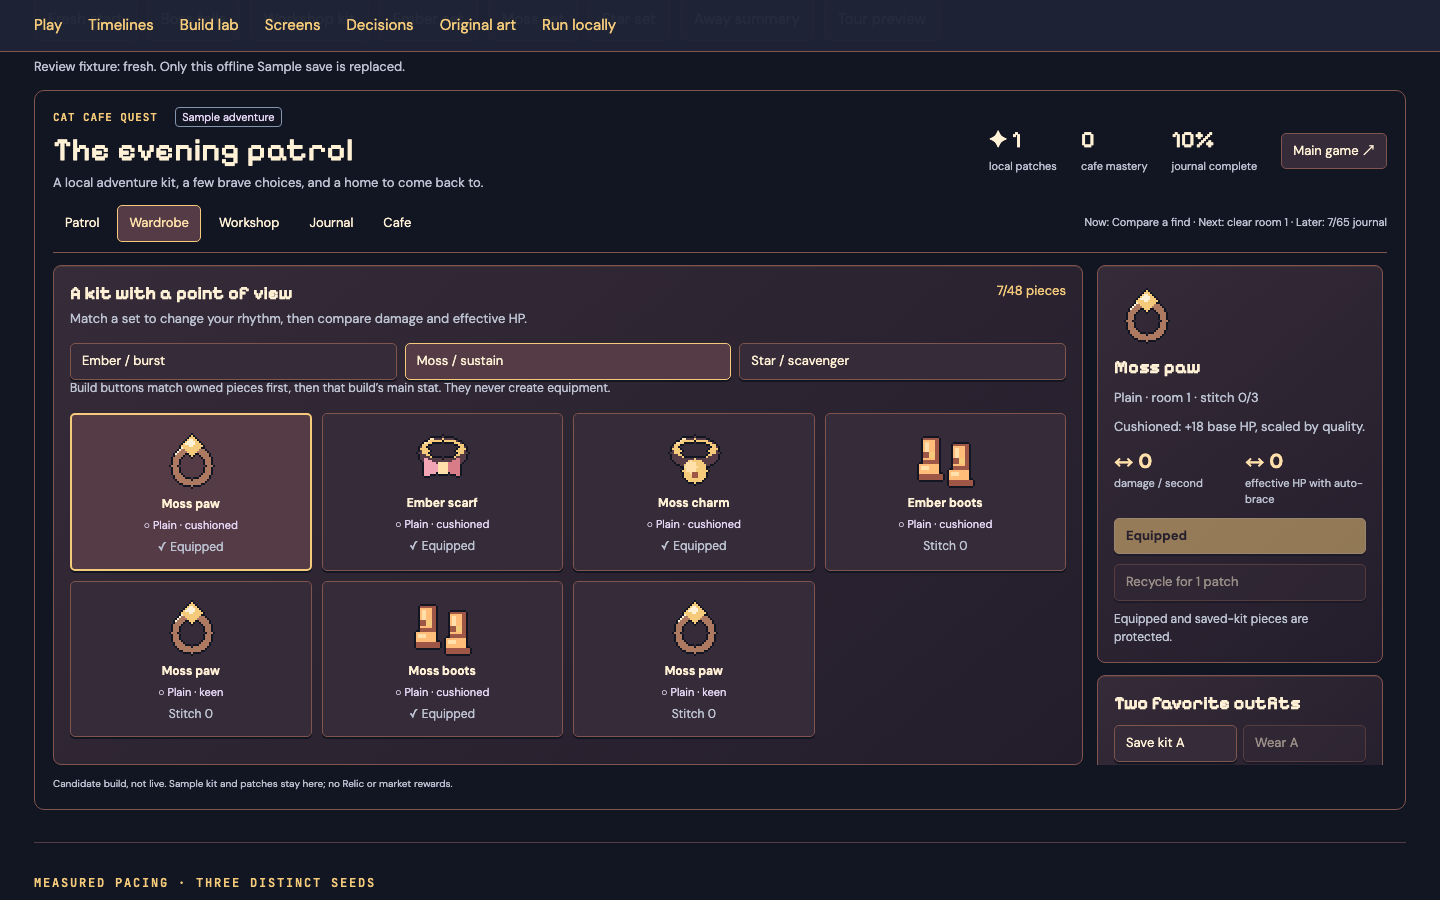 Play Timelines Build lab Screens Decisions Original art Run locally
Away summary Tour preview
Review fixture: fresh. Only this offline Sample save is replaced.
CAT CAFE QUEST Sample adventure
The evening patrol
A local adventure kit, a few brave choices, and a home to come back to.
✦ 1
local patches
0
cafe mastery
10%
journal complete
Main game ↗
Patrol Wardrobe Workshop Journal Cafe
Now: Compare a find · Next: clear room 1 · Later: 7/65 journal
A kit with a point of view
7/48 pieces
Match a set to change your rhythm, then compare damage and effective HP.
Ember / burst
Moss / sustain
Star / scavenger
Build buttons match owned pieces first, then that build's main stat. They never create equipment.
Moss paw
○ Plain · cushioned
✓ Equipped
Ember scarf
○ Plain · cushioned
✓ Equipped
Moss charm
○ Plain · cushioned
✓ Equipped
Ember boots
○ Plain · cushioned
Stitch 0
Moss paw
○ Plain · keen
Stitch 0
Moss boots
○ Plain · cushioned
✓ Equipped
Moss paw
○ Plain · keen
Stitch 0
Moss paw
Plain · room 1 · stitch 0/3
Cushioned: +18 base HP, scaled by quality.
↔ 0
damage / second
↔ 0
effective HP with auto-
brace
Equipped
Recycle for 1 patch
Equipped and saved-kit pieces are
protected.
Two favorite outfits
Save kit A
Wear A
Candidate build, not live. Sample kit and patches stay here; no Relic or market rewards.
MEASURED PACING · THREE DISTINCT SEEDS